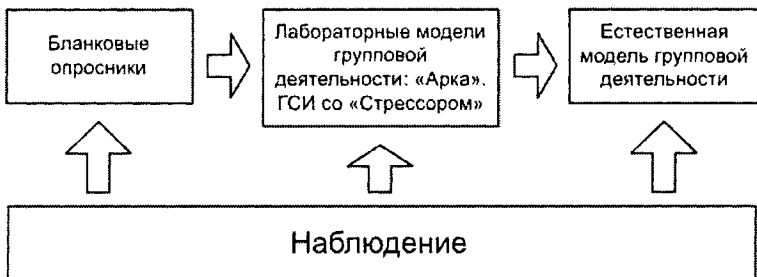 Бланковые
опросники
Лабораторные модели
групповой
деятельности: «Арка».
ГСИ со «Стрессором»
Естественная
модель групповой
деятельности
Наблюдение